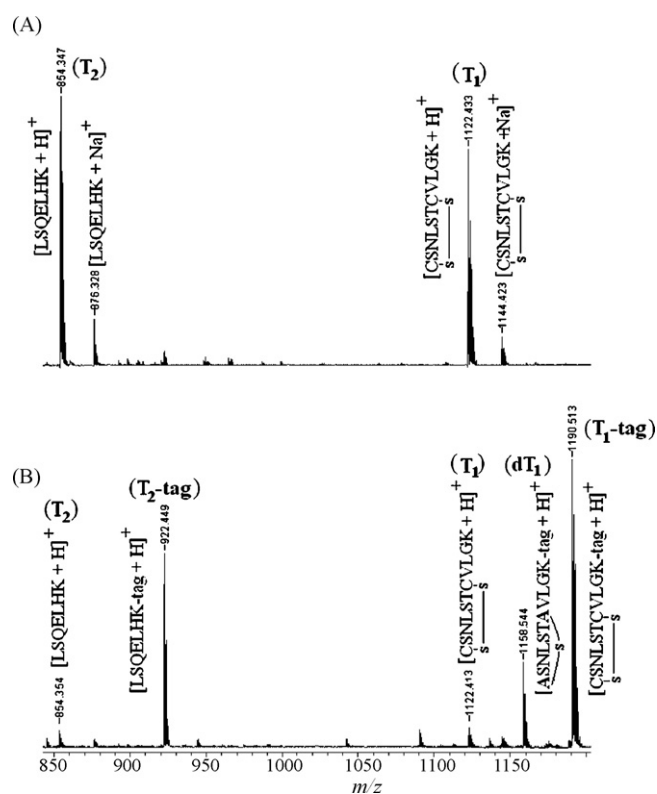 (A)
854.347
(T2)
[LSQELHK + H]+
876.328
[LSQELHK + Na]+
(T1)
1122.433
[CSNLSTCVLGK + H]+
s
s
[CSNLSTCVLGK +Na]+
s
s
1144.423
(B)
(T2)
854.354
[LSQELHK + H]+
(T2-tag)
922.449
[LSQELHK-tag + H]+
(T1)
1122.413
[CSNLSTCVLGK + H]+
s
s
(dT1)
1158.544
[ASNLSTAVLGK-tag + H]+
s
(T1-tag)
1190.513
[CSNLSTCVLGK-tag + H]+
s
s
850 900 950 1000 1050 1100 1150
m/z